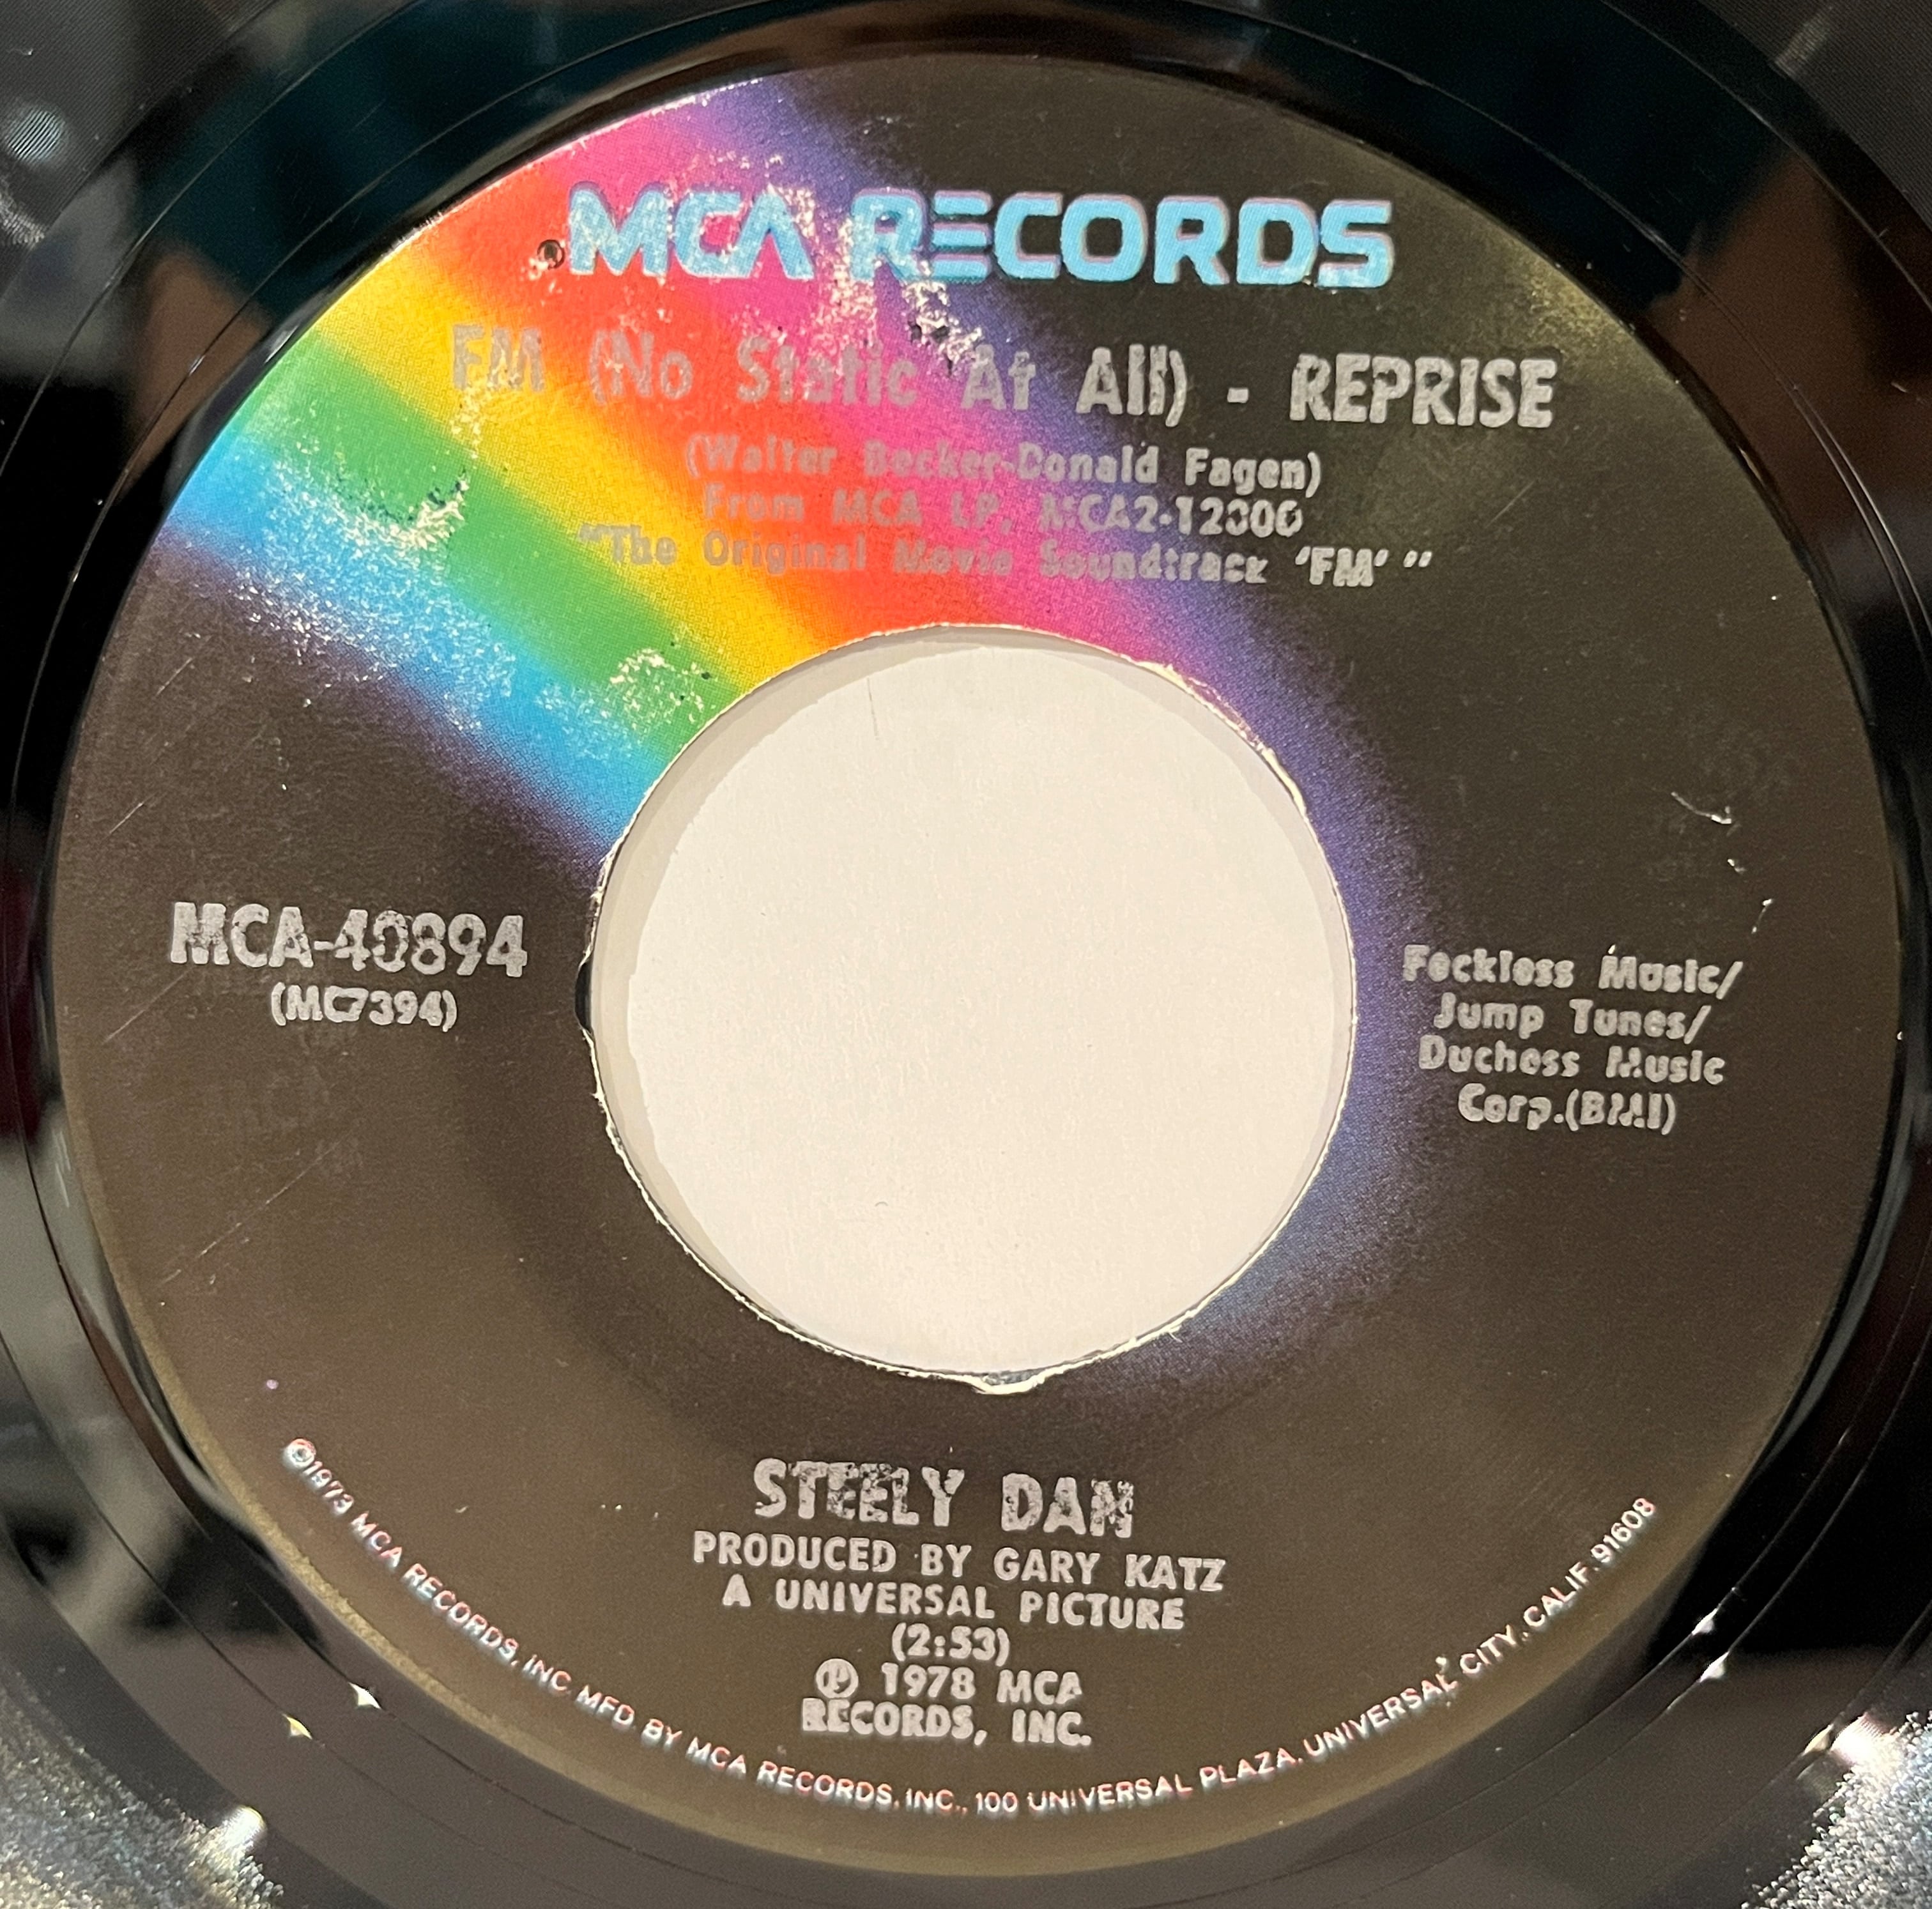 MCA RECORDS
FM (No Static At All) - REPRISE
(Walter Becker-Donald Fagen)
From MCA LP, MCA2-12000
"The Original Movie Soundtrack 'FM' "
MCA-40894
(MC7394)
Feckless Music/
Jump Tunes/
Duchess Music
Corp.(BMI)
STEELY DAN
PRODUCED BY GARY KATZ
A UNIVERSAL PICTURE
(2:53)
℗ 1978 MCA
RECORDS, INC.
©1973 MCA RECORDS, INC. MFD BY MCA RECORDS, INC., 100 UNIVERSAL PLAZA, UNIVERSAL CITY, CALIF. 91608